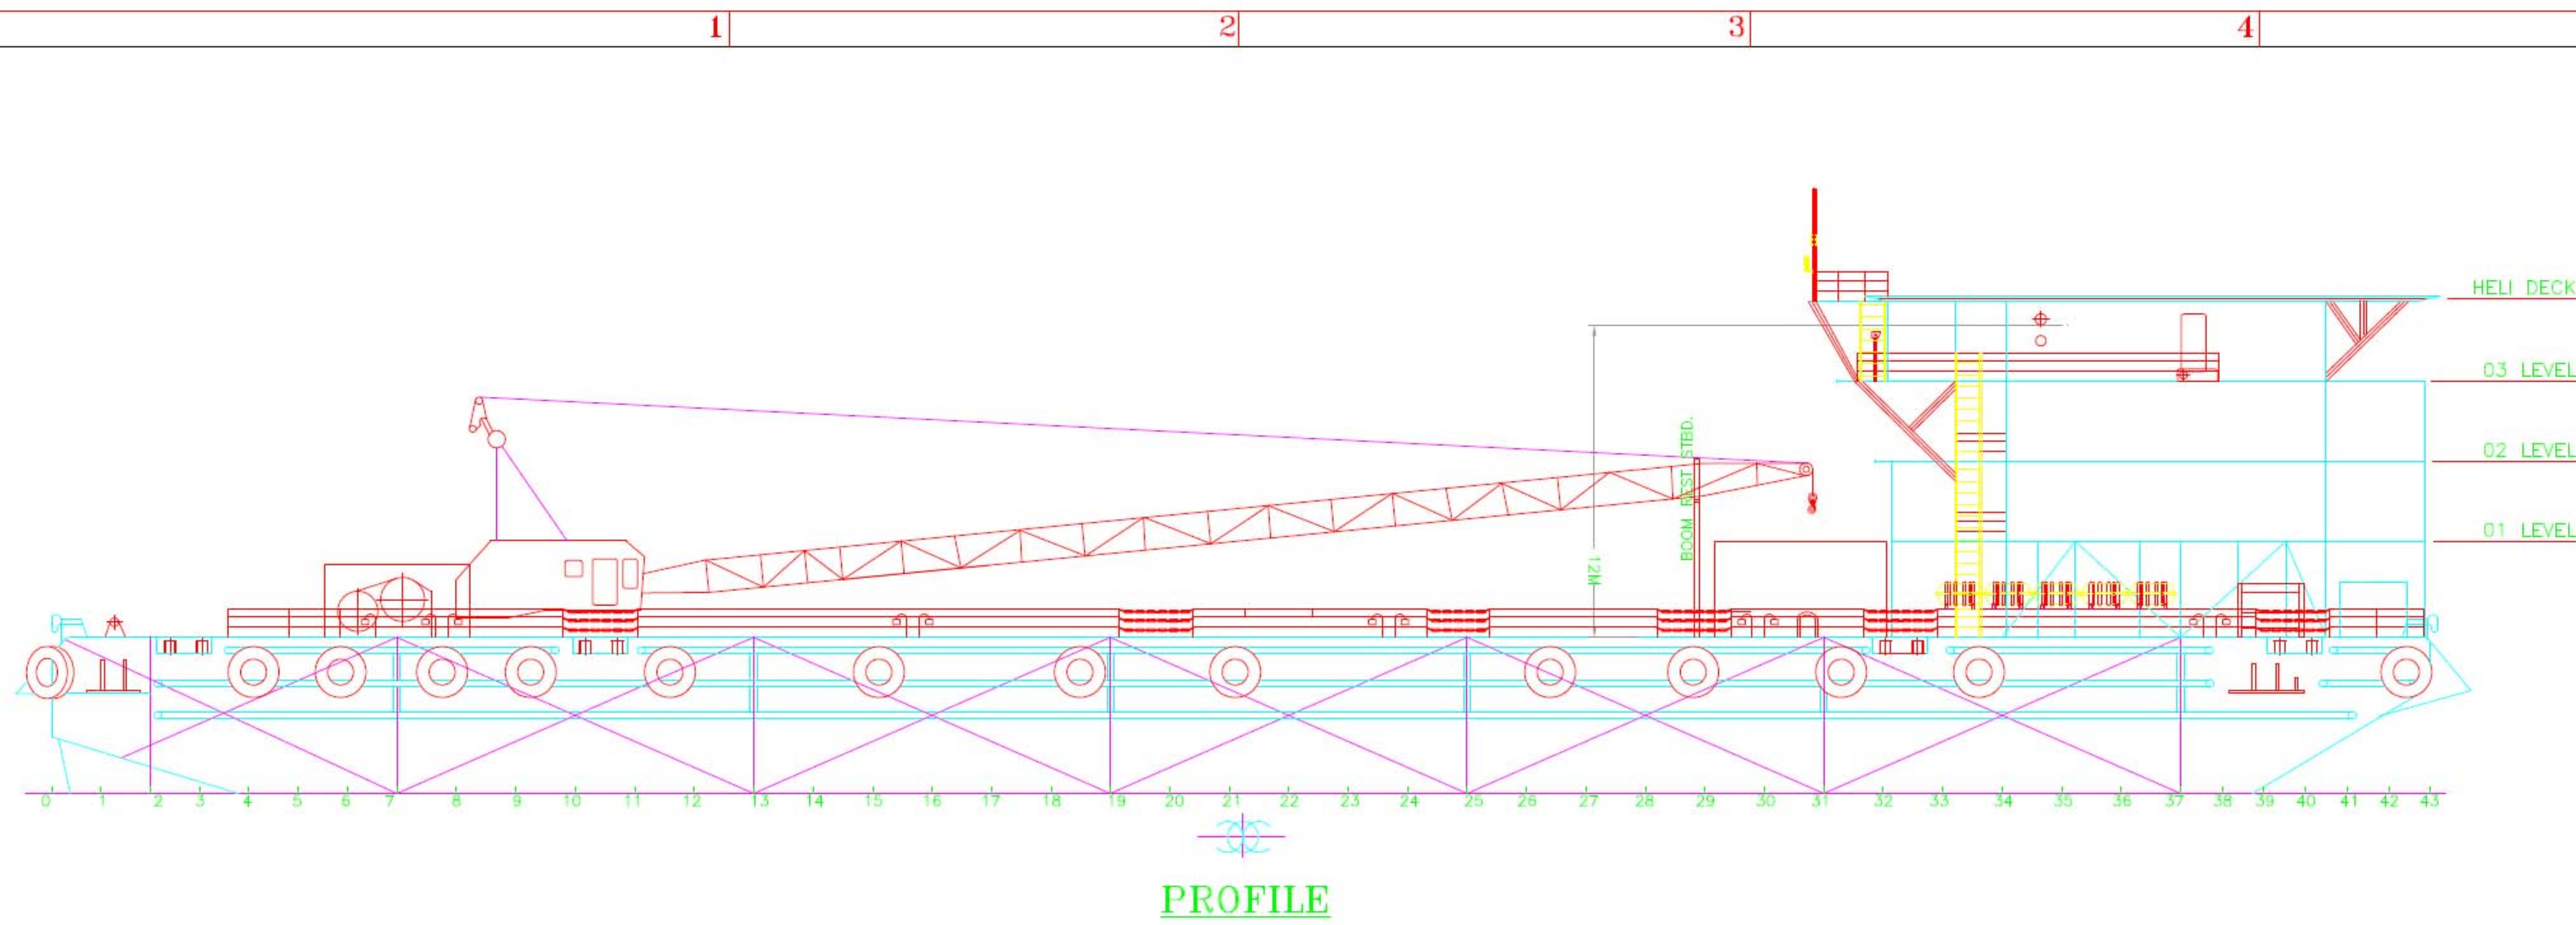 1 2 3 4
HELI DECK
03 LEVEL
02 LEVEL
01 LEVEL
BOOM REST STBD.
12M
0 1 2 3 4 5 6 7 8 9 10 11 12 13 14 15 16 17 18 19 20 21 22 23 24 25 26 27 28 29 30 31 32 33 34 35 36 37 38 39 40 41 42 43
PROFILE